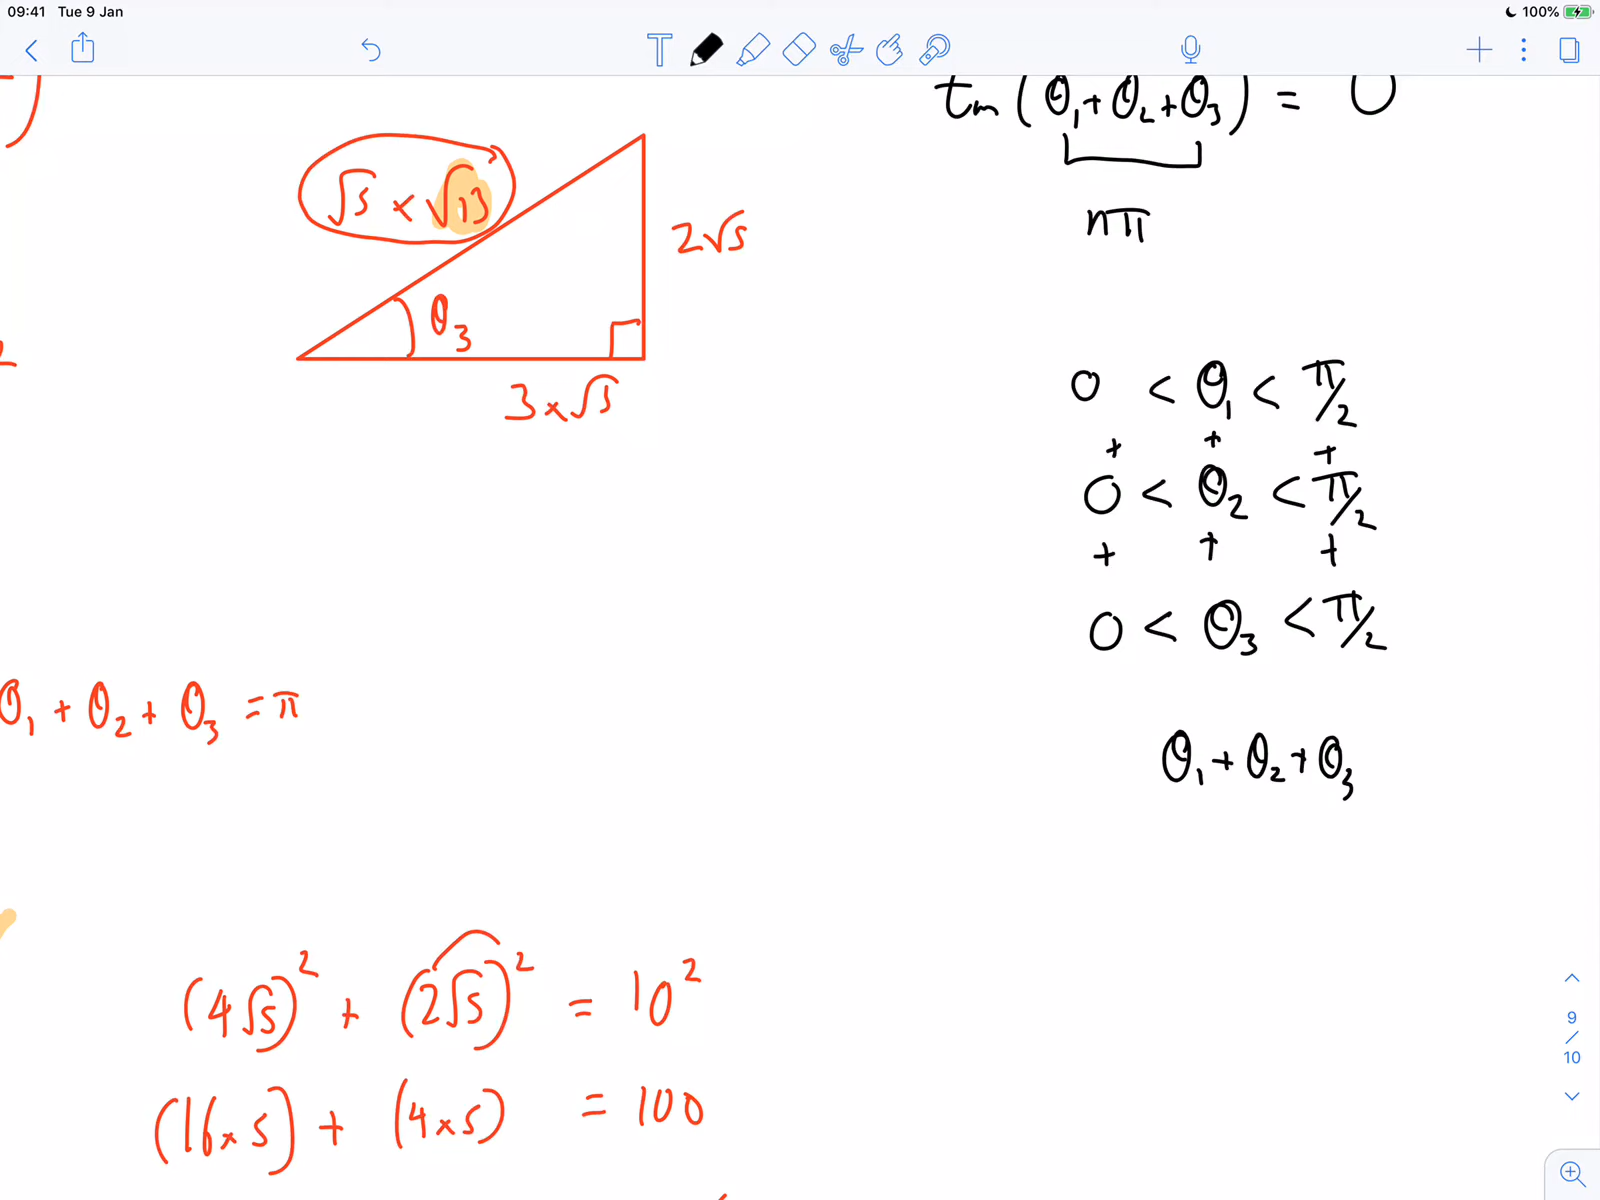 09:41 Tue 9 Jan
100%
T
tan (θ₁+θ₂+θ₃) = 0
nπ
√5 × √13
2√5
θ₃
3×√5
0 < θ₁ < π/2
+ + +
0 < θ₂ < π/2
+ + +
0 < θ₃ < π/2
θ₁ + θ₂ + θ₃ = π
θ₁ + θ₂ + θ₃
(4√5)² + (2√5)² = 10²
(16×5) + (4×5) = 100
9
/
10